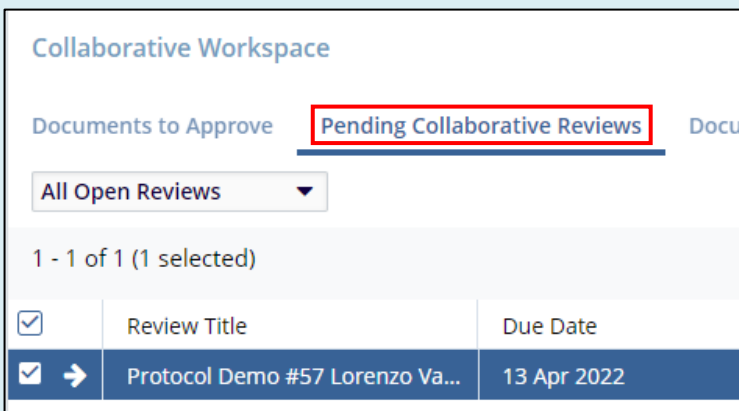 Collaborative Workspace
Documents to Approve Pending Collaborative Reviews Docu
All Open Reviews
1 - 1 of 1 (1 selected)
Review Title Due Date
Protocol Demo #57 Lorenzo Va... 13 Apr 2022